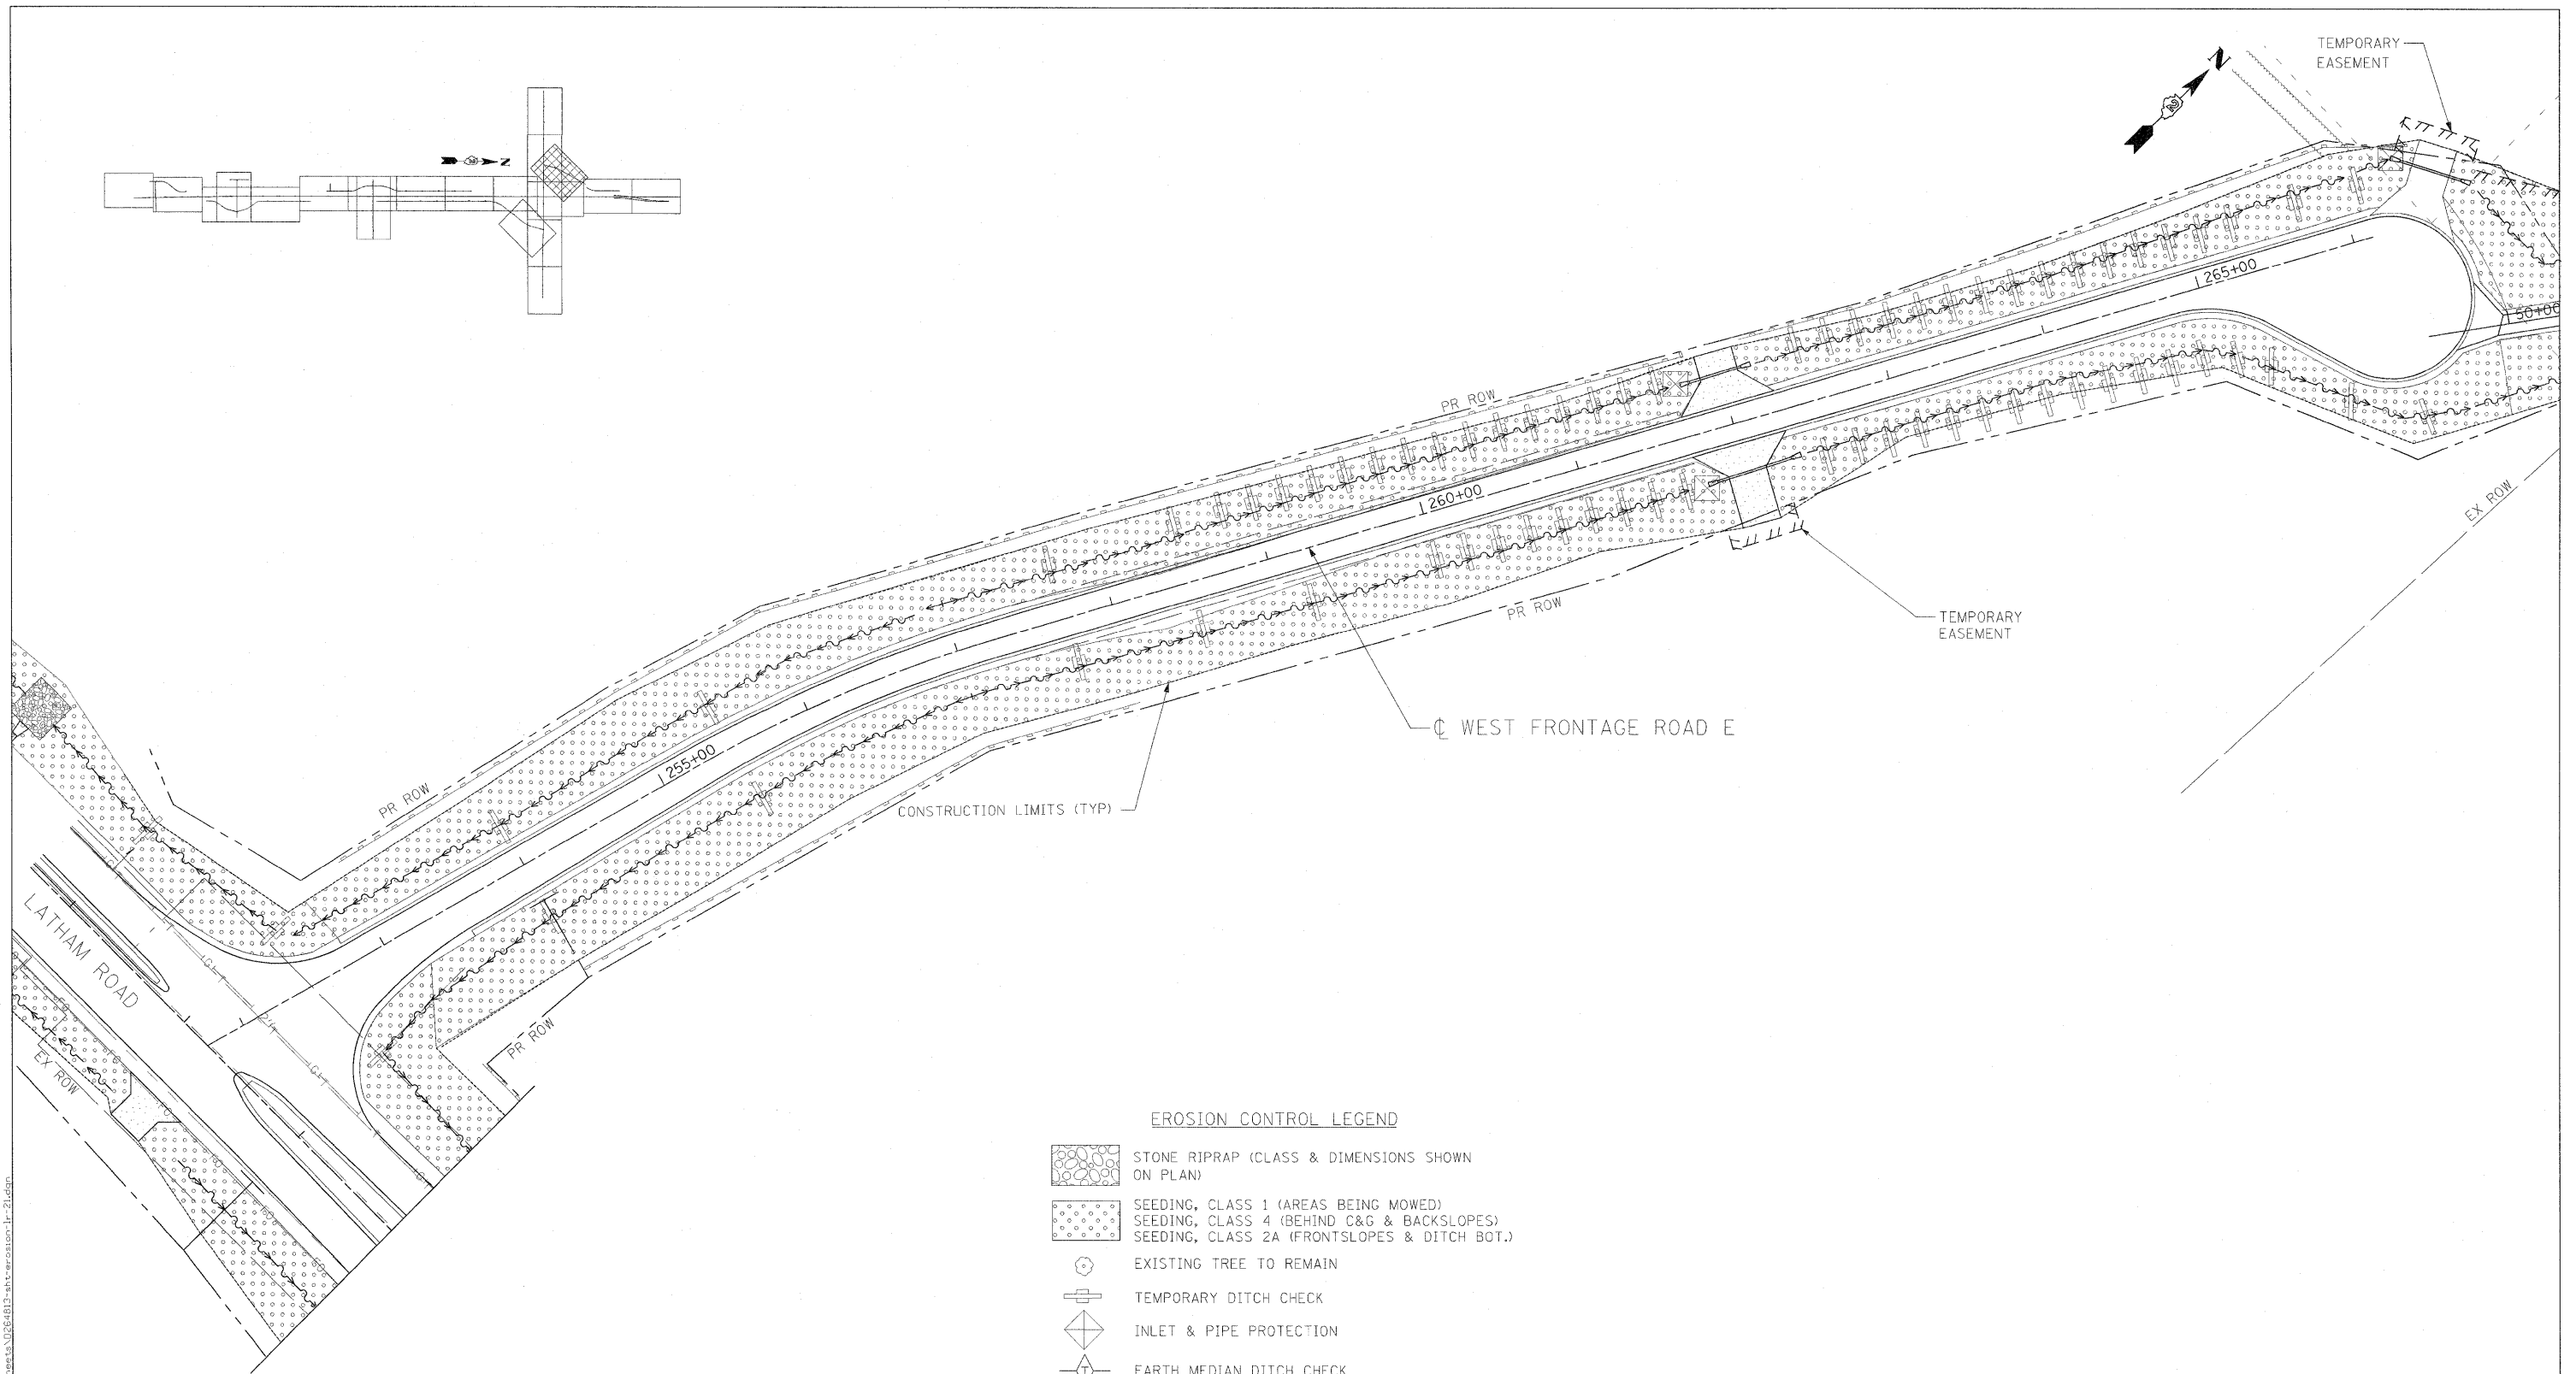 TEMPORARY
EASEMENT
N
N
265+00
50+00
PR ROW
260+00
EX ROW
PR ROW
TEMPORARY
EASEMENT
℄ WEST FRONTAGE ROAD E
255+00
PR ROW
CONSTRUCTION LIMITS (TYP)
LATHAM ROAD
PR ROW
EX ROW
EROSION CONTROL LEGEND
STONE RIPRAP (CLASS & DIMENSIONS SHOWN
ON PLAN)
SEEDING, CLASS 1 (AREAS BEING MOWED)
SEEDING, CLASS 4 (BEHIND C&G & BACKSLOPES)
SEEDING, CLASS 2A (FRONTSLOPES & DITCH BOT.)
EXISTING TREE TO REMAIN
TEMPORARY DITCH CHECK
INLET & PIPE PROTECTION
T
EARTH MEDIAN DITCH CHECK